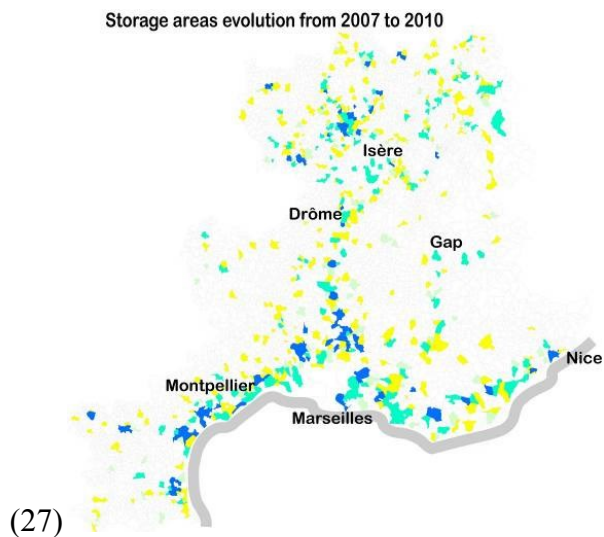 Storage areas evolution from 2007 to 2010
Isère
Drôme
Gap
Nice
Montpellier
Marseilles
(27)